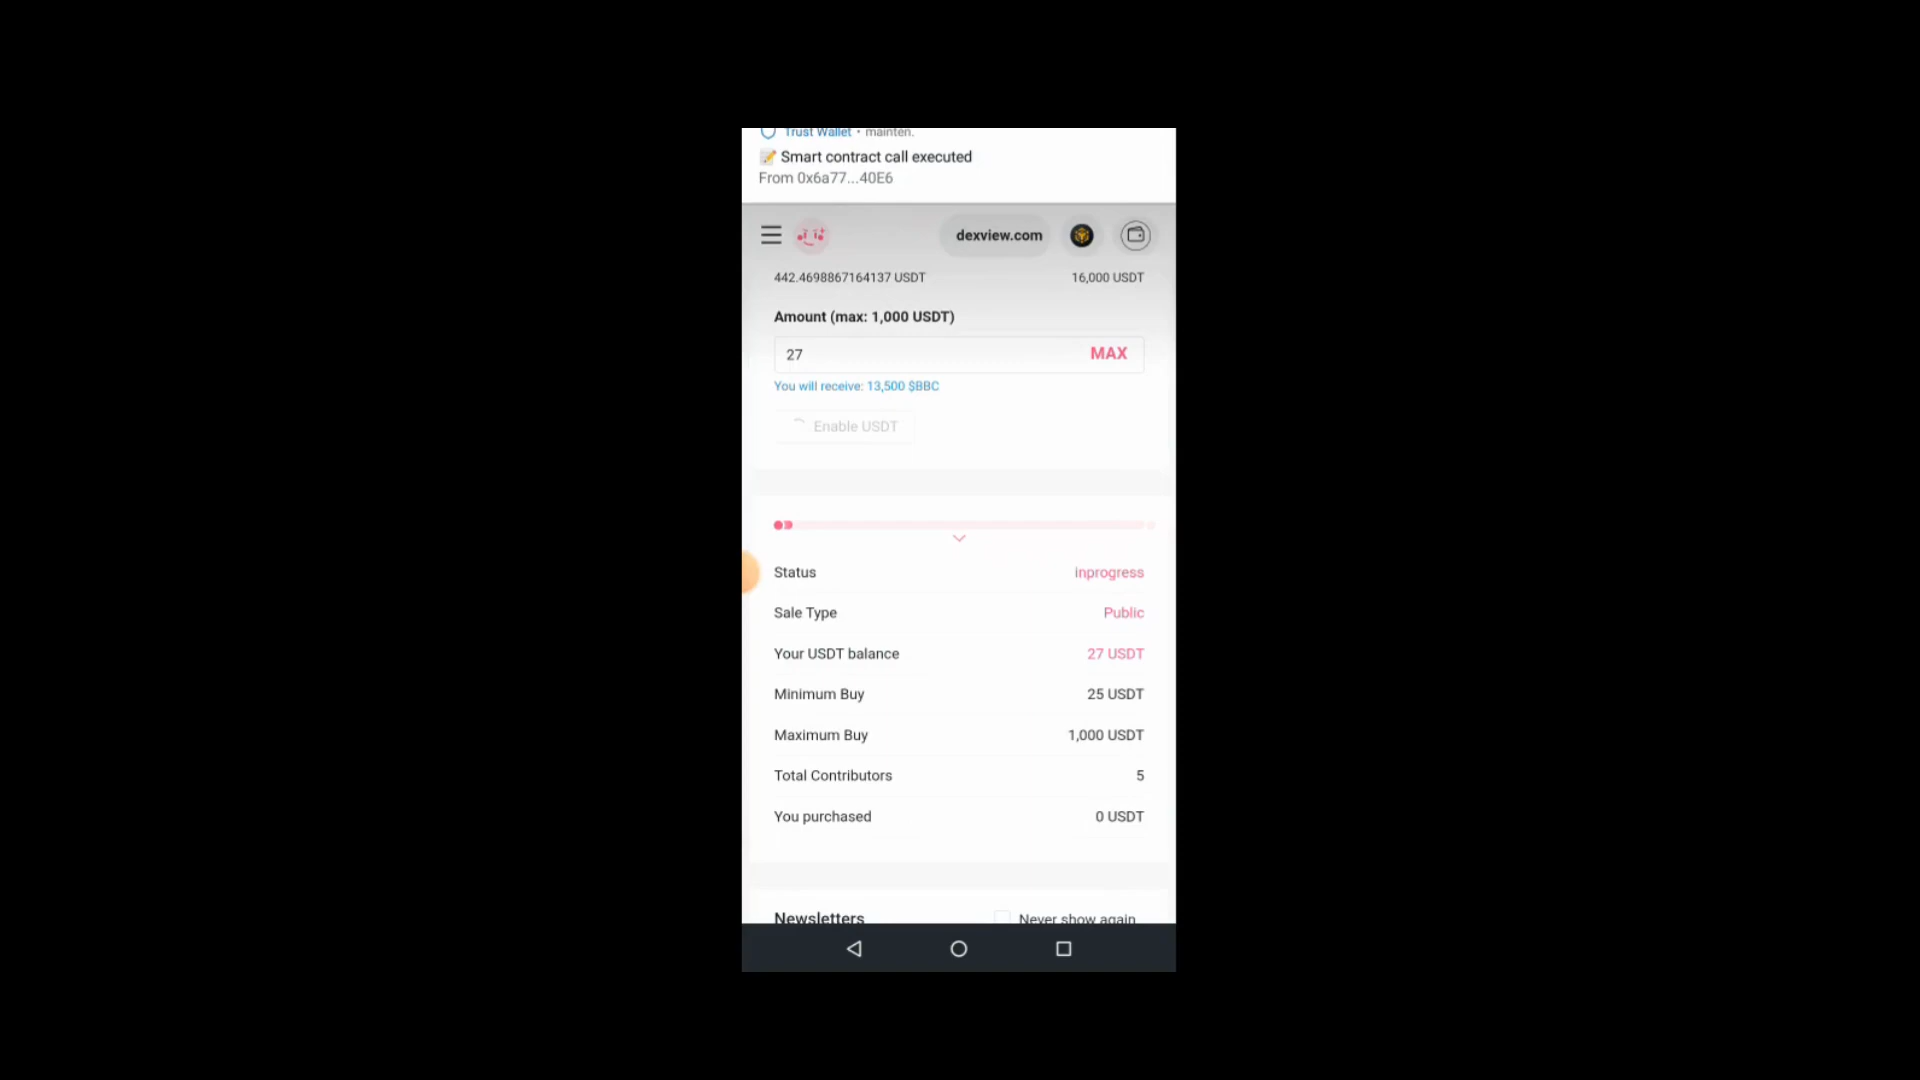 Trust Wallet • mainten.
📝 Smart contract call executed
From 0x6a77...40E6
dexview.com
442.4698867164137 USDT 16,000 USDT
Amount (max: 1,000 USDT)
27 MAX
You will receive: 13,500 $BBC
Enable USDT
Status inprogress
Sale Type Public
Your USDT balance 27 USDT
Minimum Buy 25 USDT
Maximum Buy 1,000 USDT
Total Contributors 5
You purchased 0 USDT
Newsletters Never show again